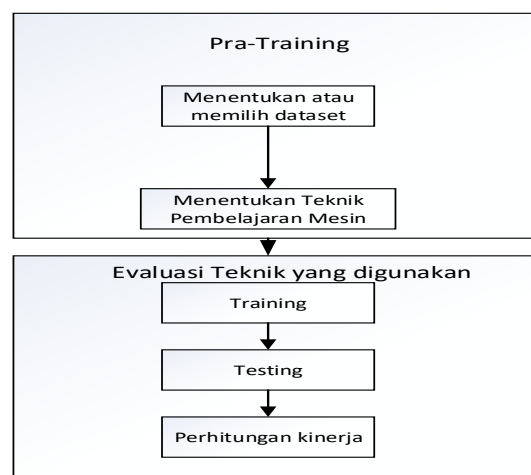 Pra-Training
Menentukan atau
memilih dataset
Menentukan Teknik
Pembelajaran Mesin
Evaluasi Teknik yang digunakan
Training
Testing
Perhitungan kinerja